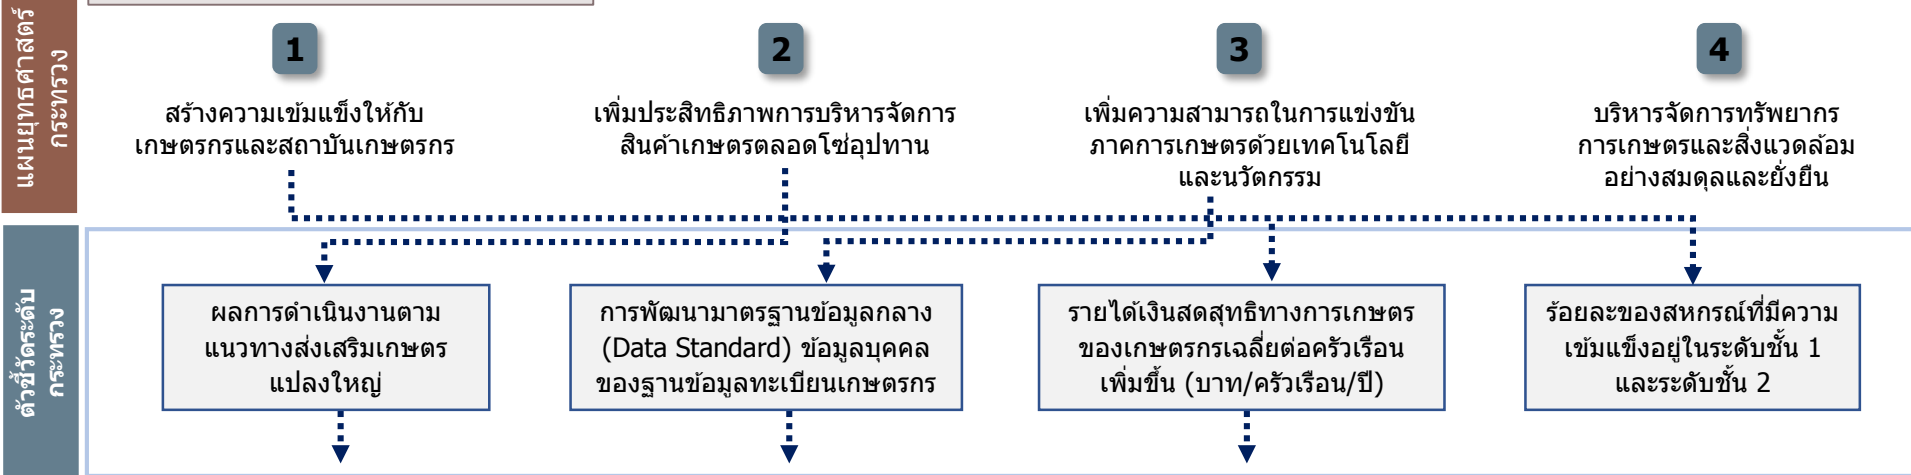 แผนยุทธศาสตร์
กระทรวง
1
สร้างความเข้มแข็งให้กับ
เกษตรกรและสถาบันเกษตรกร
2
เพิ่มประสิทธิภาพการบริหารจัดการ
สินค้าเกษตรตลอดโซ่อุปทาน
3
เพิ่มความสามารถในการแข่งขัน
ภาคการเกษตรด้วยเทคโนโลยี
และนวัตกรรม
4
บริหารจัดการทรัพยากร
การเกษตรและสิ่งแวดล้อม
อย่างสมดุลและยั่งยืน
ตัวชี้วัดระดับ
กระทรวง
ผลการดำเนินงานตาม
แนวทางส่งเสริมเกษตร
แปลงใหญ่
การพัฒนามาตรฐานข้อมูลกลาง
(Data Standard) ข้อมูลบุคคล
ของฐานข้อมูลทะเบียนเกษตรกร
รายได้เงินสดสุทธิทางการเกษตร
ของเกษตรกรเฉลี่ยต่อครัวเรือน
เพิ่มขึ้น (บาท/ครัวเรือน/ปี)
ร้อยละของสหกรณ์ที่มีความ
เข้มแข็งอยู่ในระดับชั้น 1
และระดับชั้น 2